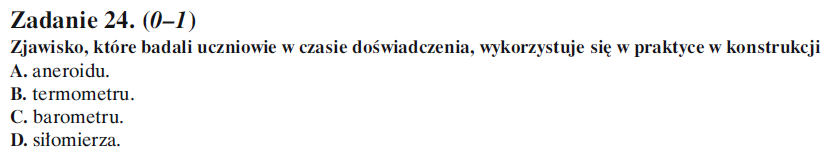 Zadanie 24. (0–1)
Zjawisko, które badali uczniowie w czasie doświadczenia, wykorzystuje się w praktyce w konstrukcji
A. aneroidu.
B. termometru.
C. barometru.
D. siłomierza.